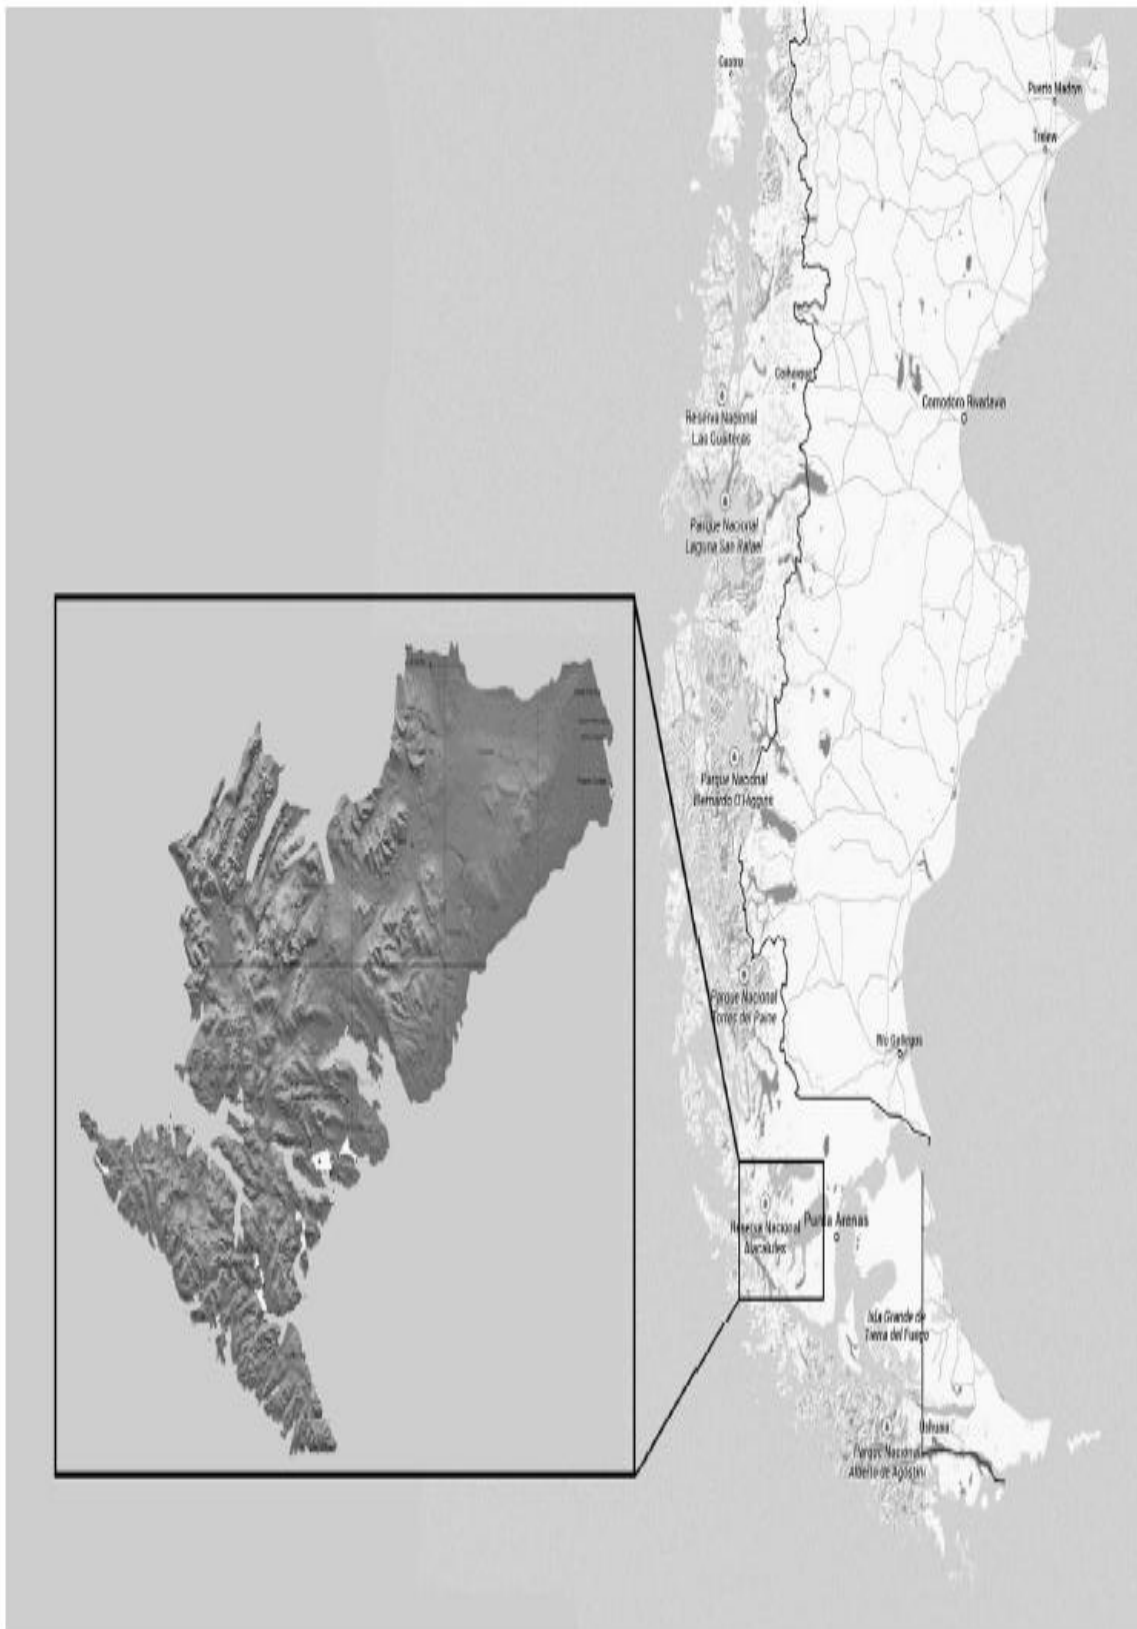 Castro
Puerto Madryn
Trelew
Coihaique
Comodoro Rivadavia
Reserva Nacional
Las Guaitecas
Parque Nacional
Laguna San Rafael
Parque Nacional
Bernardo O'Higgins
Parque Nacional
Torres del Paine
Río Gallegos
Reserva Nacional
Alacalufes
Punta Arenas
Isla Grande de
Tierra del Fuego
Ushuaia
Parque Nacional
Alberto de Agostini